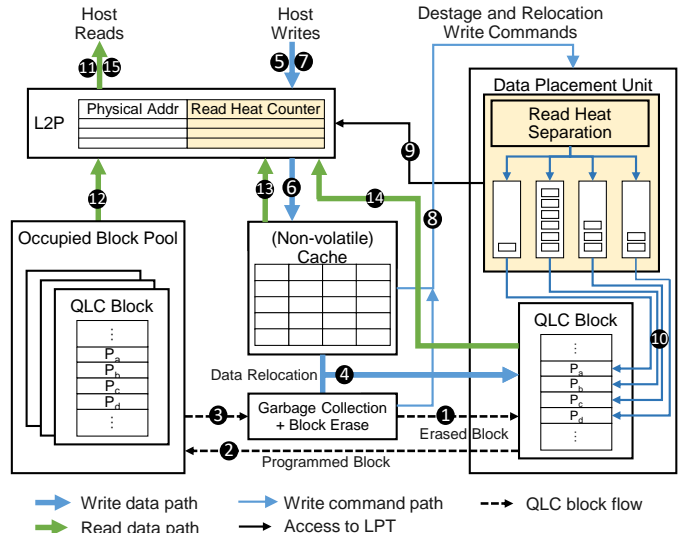 Host
Reads
Host
Writes
Destage and Relocation
Write Commands
11 15
5 7
Data Placement Unit
L2P
Physical Addr
Read Heat Counter
Read Heat
Separation
9
12
13
6
14
8
Occupied Block Pool
(Non-volatile)
Cache
QLC Block
⋮
Pa
Pb
Pc
Pd
⋮
QLC Block
⋮
Pa
Pb
Pc
Pd
⋮
10
Data Relocation
4
3
Garbage Collection
+ Block Erase
1
Erased Block
2
Programmed Block
Write data path
Write command path
QLC block flow
Read data path
Access to LPT